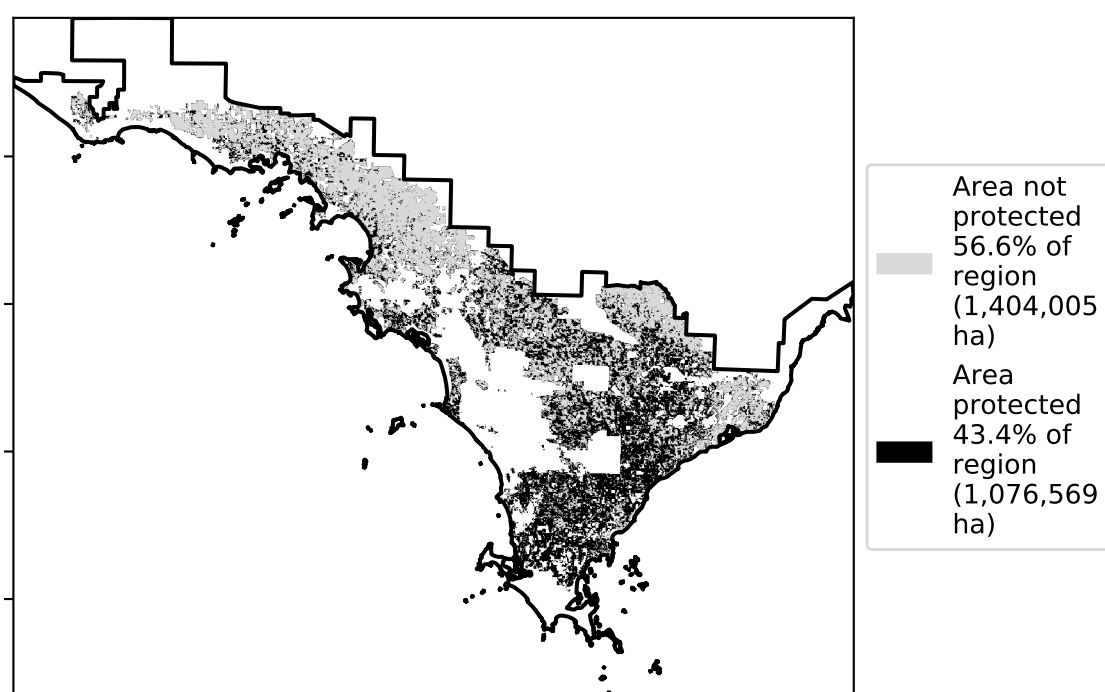 Area not
protected
56.6% of
region
(1,404,005
ha)
Area
protected
43.4% of
region
(1,076,569
ha)